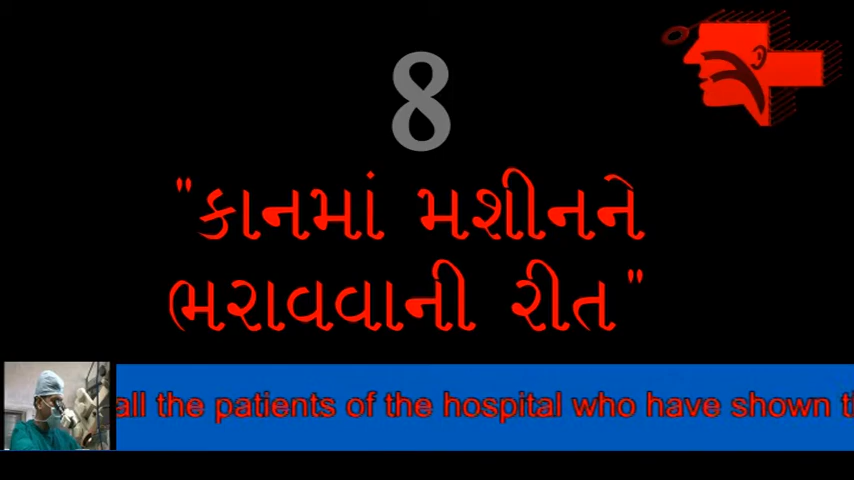 8
"કાનમાં મશીનને
ભરાવવાની રીત"
all the patients of the hospital who have shown